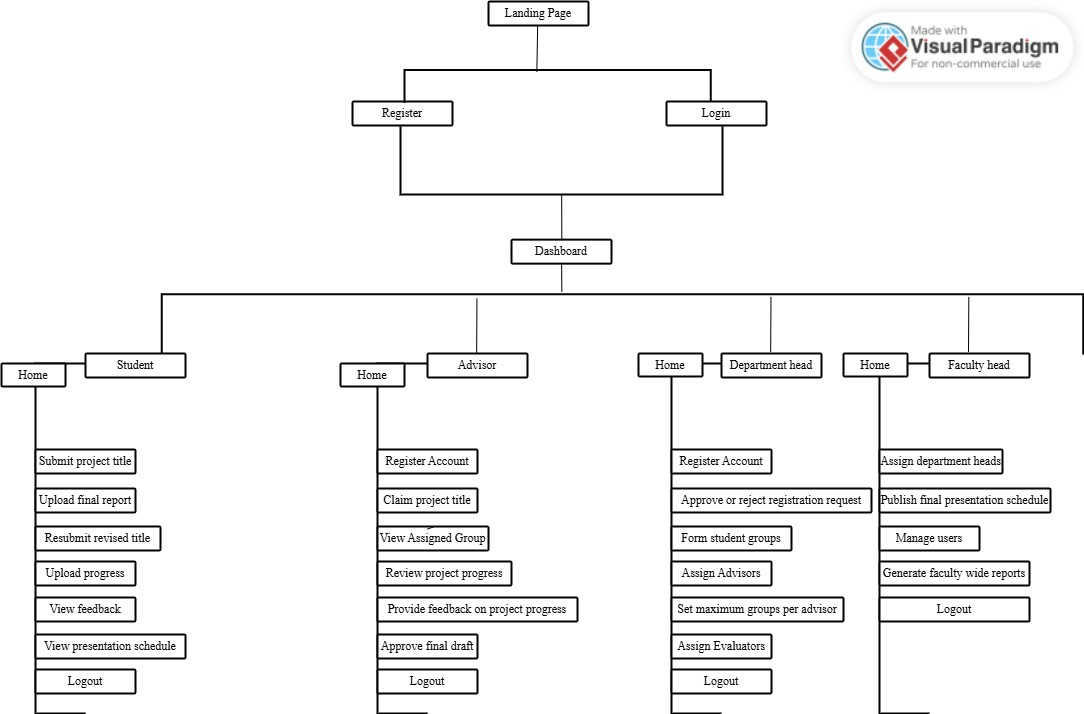 Landing Page
Made with
VisualParadigm
For non-commercial use
Register
Login
Dashboard
Home
Student
Home
Advisor
Home
Department head
Home
Faculty head
Submit project title
Register Account
Register Account
Assign department heads
Upload final report
Claim project title
Approve or reject registration request
Publish final presentation schedule
Resubmit revised title
View Assigned Group
Form student groups
Manage users
Upload progress
Review project progress
Assign Advisors
Generate faculty wide reports
View feedback
Provide feedback on project progress
Set maximum groups per advisor
Logout
View presentation schedule
Approve final draft
Assign Evaluators
Logout
Logout
Logout